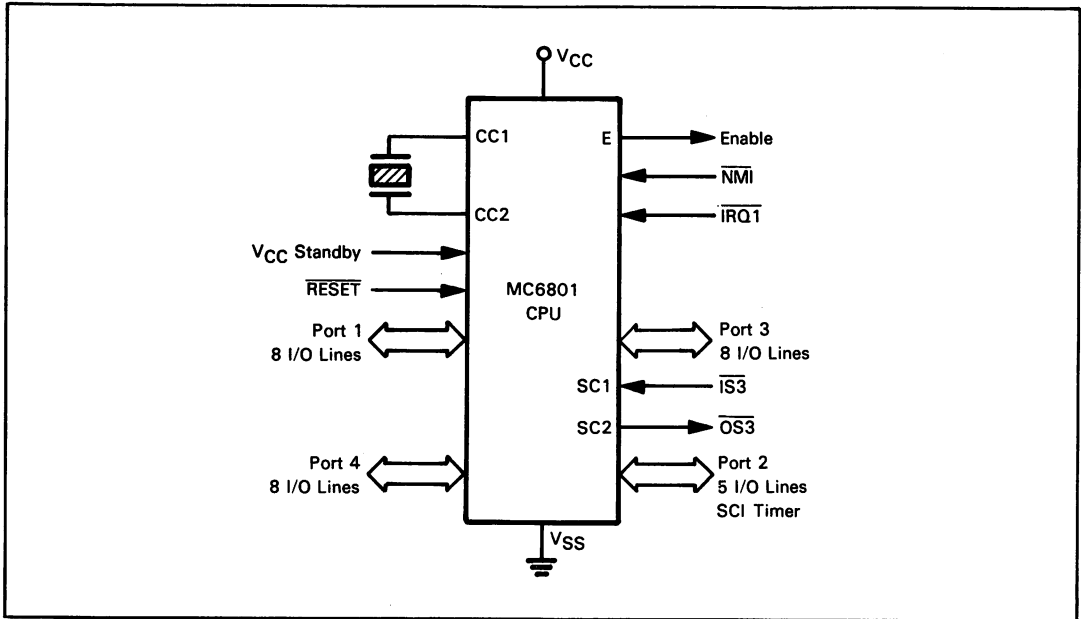 VCC
CC1
CC2
VCC Standby
RESET
Port 1
8 I/O Lines
Port 4
8 I/O Lines
MC6801
CPU
E
Enable
NMI
IRQ1
Port 3
8 I/O Lines
SC1
IS3
SC2
OS3
Port 2
5 I/O Lines
SCI Timer
VSS